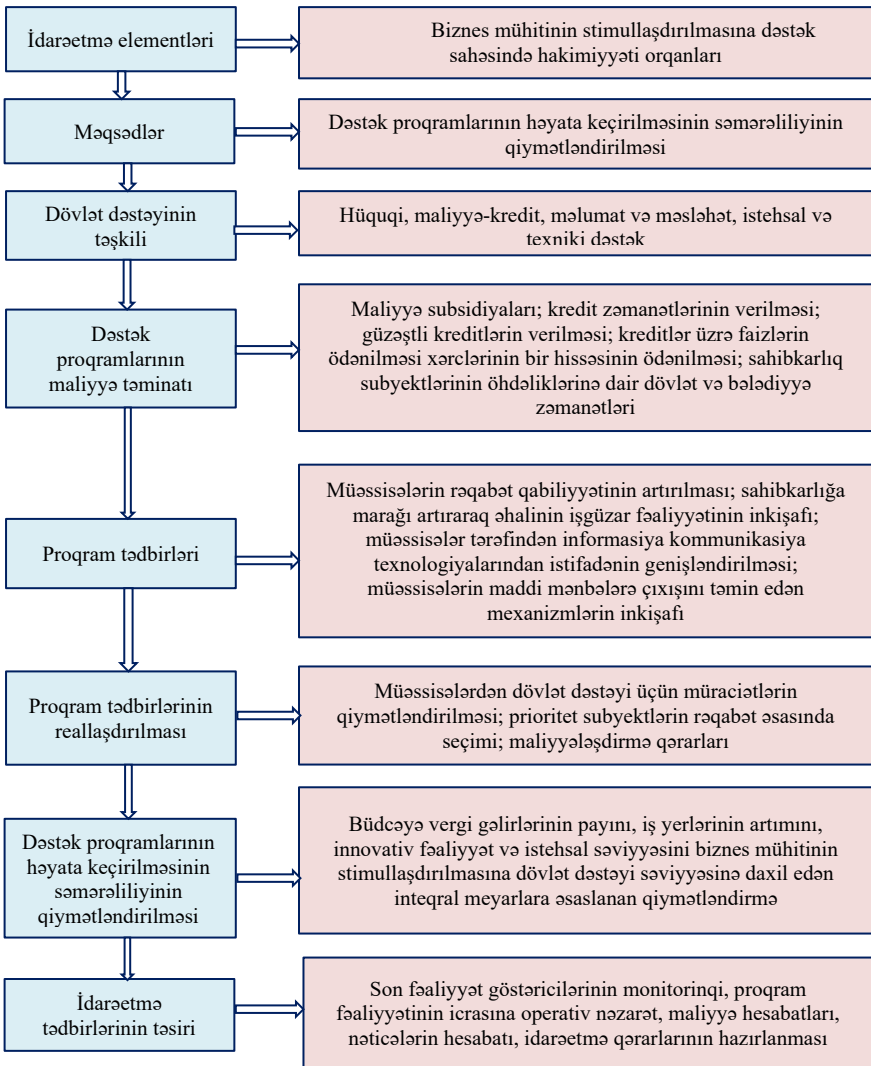 İdarəetmə elementləri
Biznes mühitinin stimullaşdırılmasına dəstək
sahəsində hakimiyyəti orqanları
Məqsədlər
Dəstək proqramlarının həyata keçirilməsinin səmərəliliyinin
qiymətləndirilməsi
Dövlət dəstəyinin
təşkili
Hüquqi, maliyyə-kredit, məlumat və məsləhət, istehsal və
texniki dəstək
Dəstək
proqramlarının
maliyyə təminatı
Maliyyə subsidiyaları; kredit zəmanətlərinin verilməsi;
güzəştli kreditlərin verilməsi; kreditlər üzrə faizlərin
ödənilməsi xərclərinin bir hissəsinin ödənilməsi; sahibkarlıq
subyektlərinin öhdəliklərinə dair dövlət və bələdiyyə
zəmanətləri
Proqram tədbirləri
Müəssisələrin rəqabət qabiliyyətinin artırılması; sahibkarlığa
marağı artıraraq əhalinin işgüzar fəaliyyətinin inkişafı;
müəssisələr tərəfindən informasiya kommunikasiya
texnologiyalarından istifadənin genişləndirilməsi;
müəssisələrin maddi mənbələrə çıxışını təmin edən
mexanizmlərin inkişafı
Proqram tədbirlərinin
reallaşdırılması
Müəssisələrdən dövlət dəstəyi üçün müraciətlərin
qiymətləndirilməsi; prioritet subyektlərin rəqabət əsasında
seçimi; maliyyələşdirmə qərarları
Dəstək proqramlarının
həyata keçirilməsinin
səmərəliliyinin
qiymətləndirilməsi
Büdcəyə vergi gəlirlərinin payını, iş yerlərinin artımını,
innovativ fəaliyyət və istehsal səviyyəsini biznes mühitinin
stimullaşdırılmasına dövlət dəstəyi səviyyəsinə daxil edən
inteqral meyarlara əsaslanan qiymətləndirmə
İdarəetmə
tədbirlərinin təsiri
Son fəaliyyət göstəricilərinin monitorinqi, proqram
fəaliyyətinin icrasına operativ nəzarət, maliyyə hesabatları,
nəticələrin hesabatı, idarəetmə qərarlarının hazırlanması